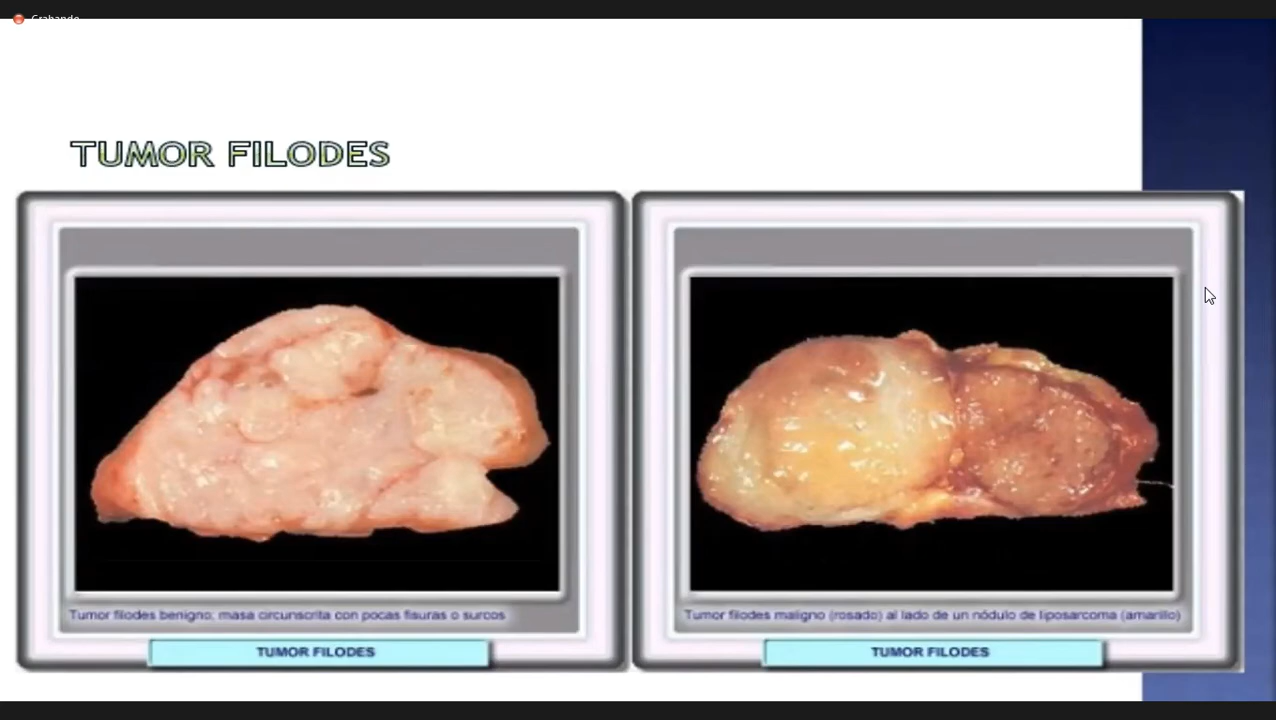 Grabando
TUMOR FILODES
Tumor filodes benigno; masa circunscrita con pocas fisuras o surcos
TUMOR FILODES
Tumor filodes maligno (rosado) al lado de un nódulo de liposarcoma (amarillo)
TUMOR FILODES